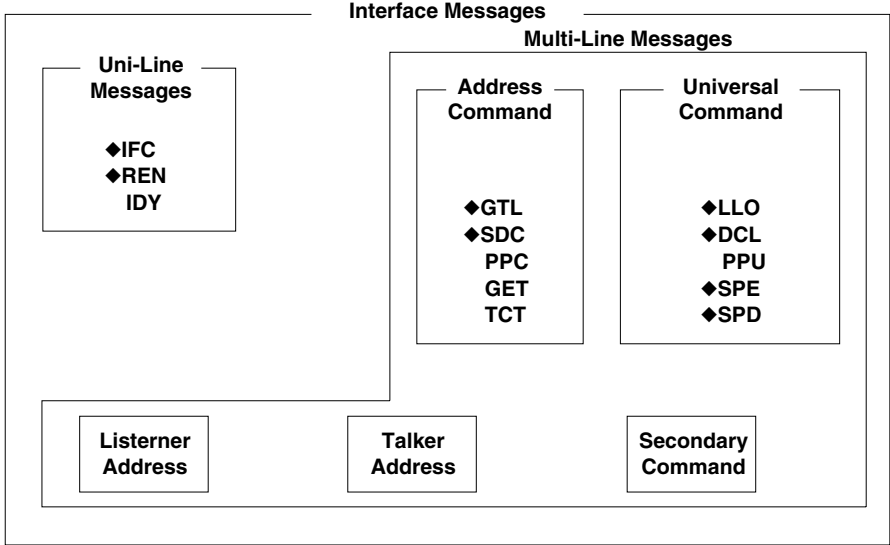 Interface Messages
Multi-Line Messages
Uni-Line
Messages
◆IFC
◆REN
IDY
Address
Command
◆GTL
◆SDC
PPC
GET
TCT
Universal
Command
◆LLO
◆DCL
PPU
◆SPE
◆SPD
Listerner
Address
Talker
Address
Secondary
Command